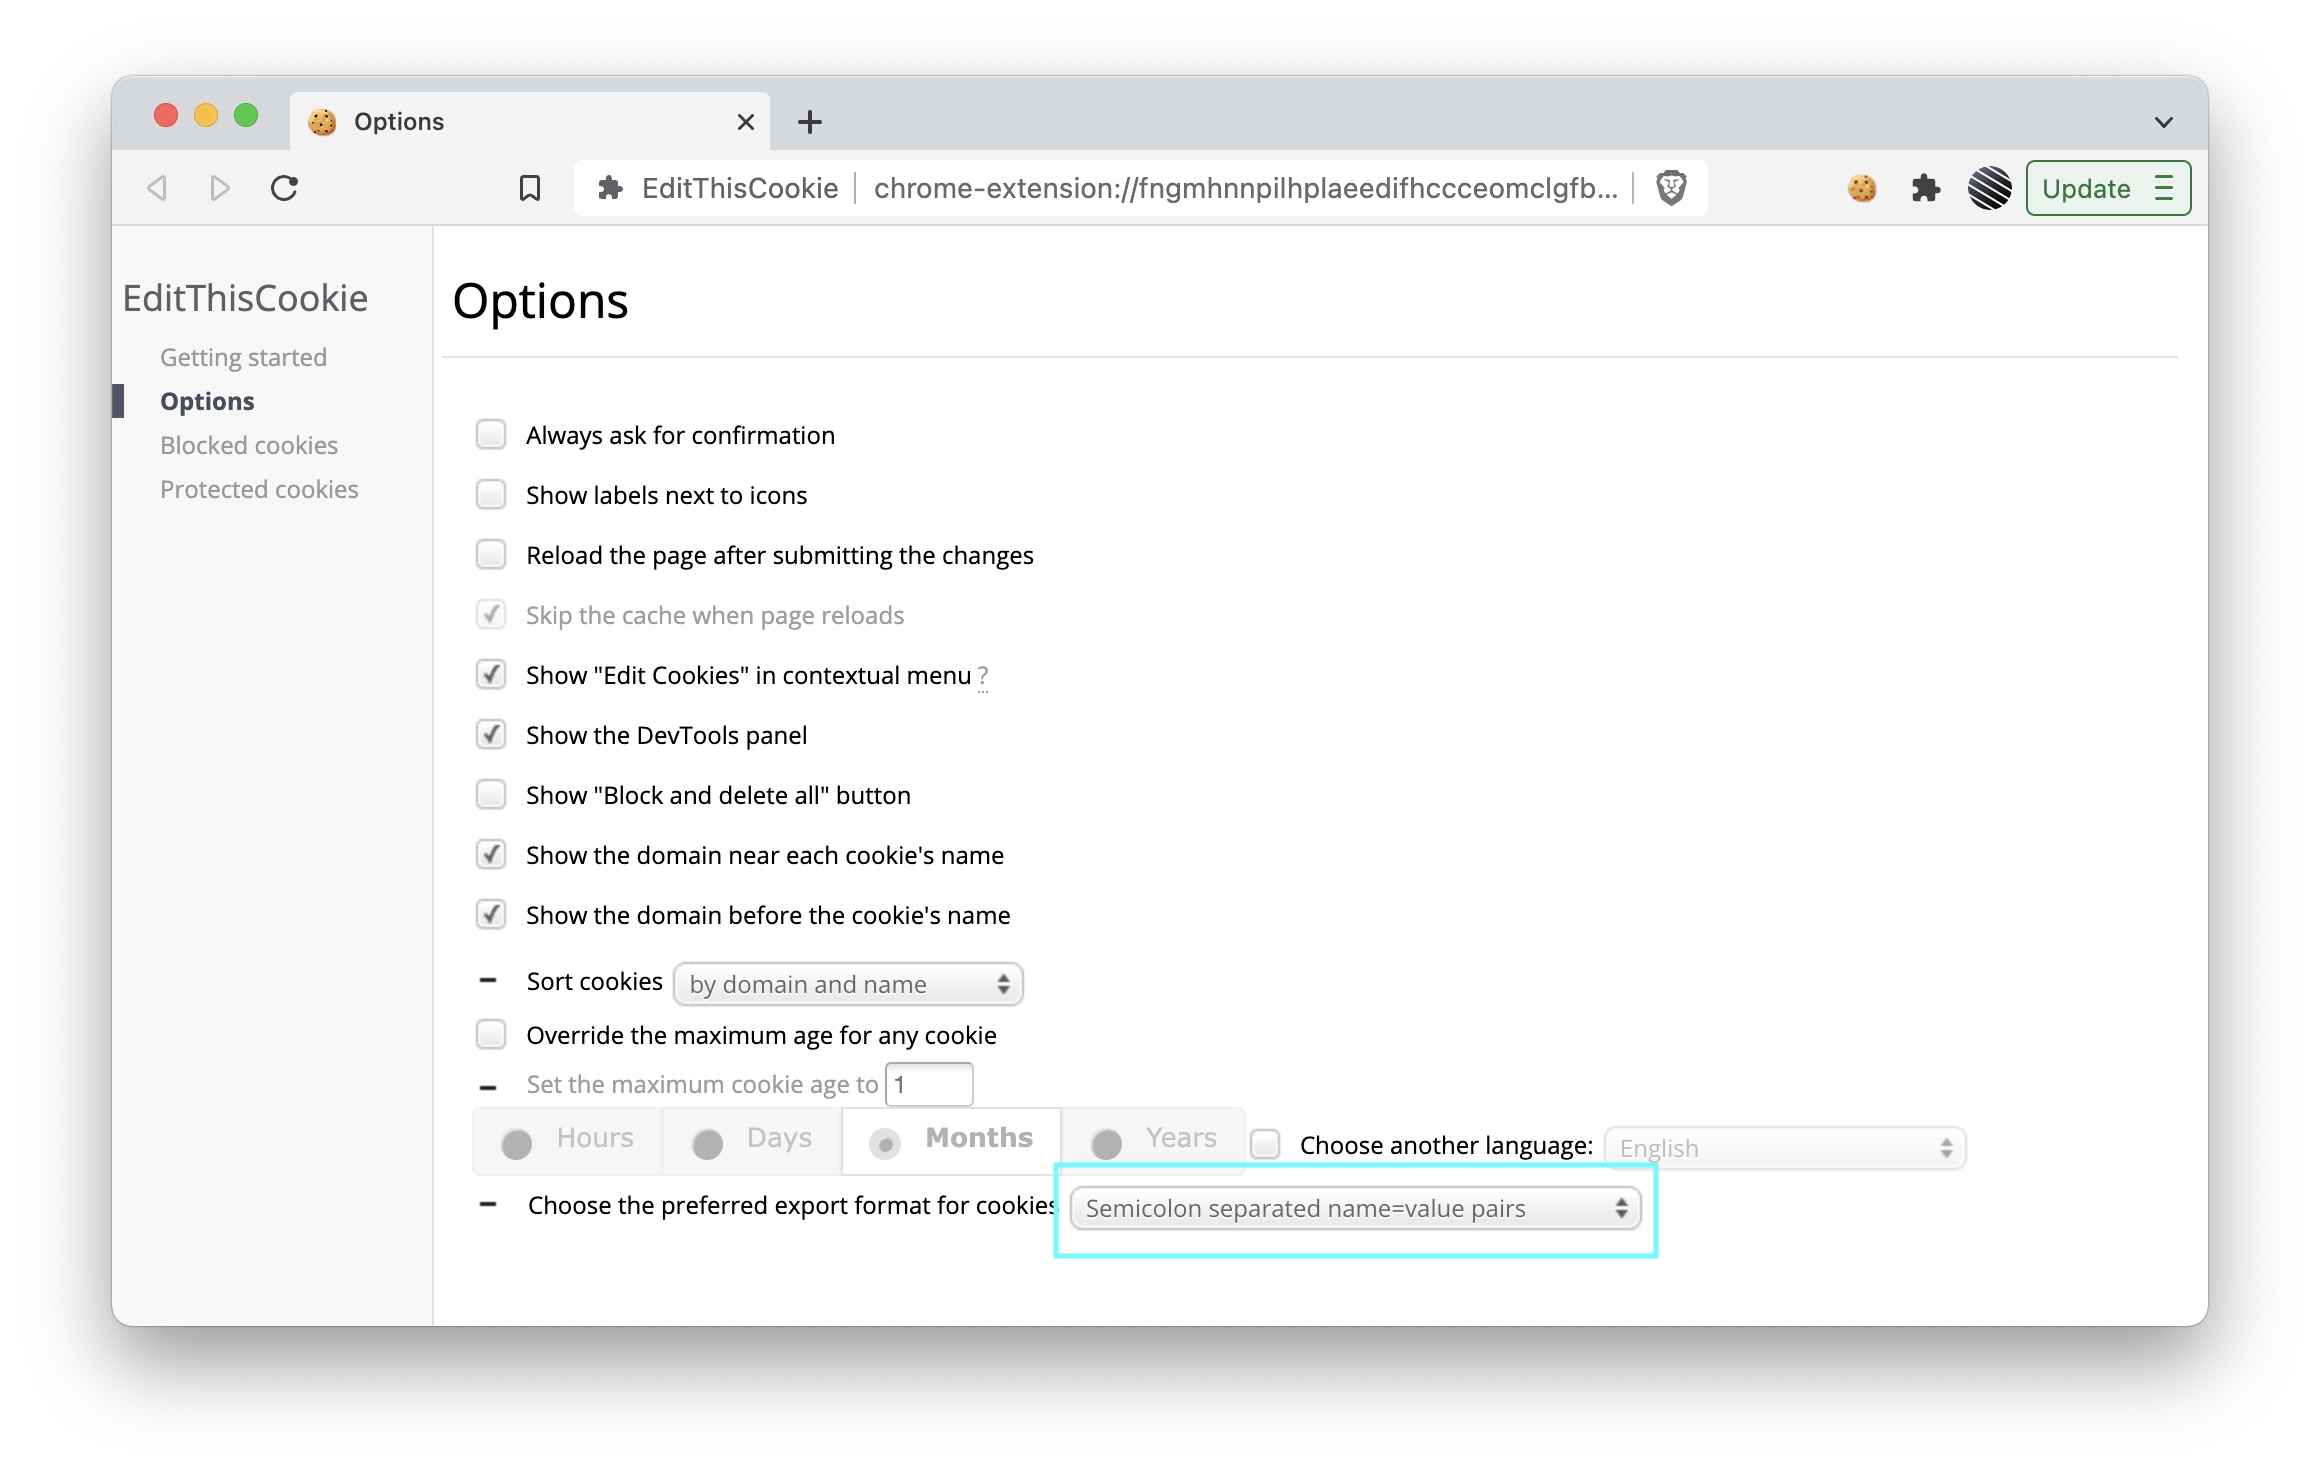 Options
EditThisCookie
chrome-extension://fngmhnnpilhplaeedifhccceomclgfb...
Update
EditThisCookie
Getting started
Options
Blocked cookies
Protected cookies
Options
Always ask for confirmation
Show labels next to icons
Reload the page after submitting the changes
Skip the cache when page reloads
Show "Edit Cookies" in contextual menu ?
Show the DevTools panel
Show "Block and delete all" button
Show the domain near each cookie's name
Show the domain before the cookie's name
Sort cookies by domain and name
Override the maximum age for any cookie
Set the maximum cookie age to 1
Hours Days Months Years Choose another language: English
Choose the preferred export format for cookies Semicolon separated name=value pairs